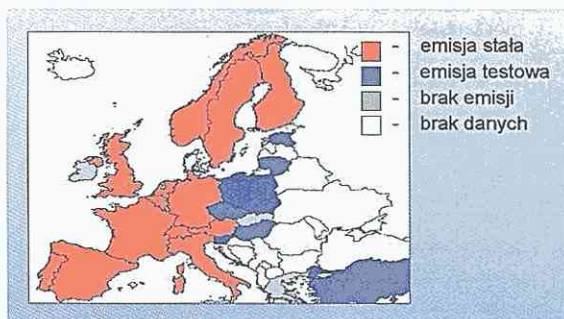 - emisja stała
- emisja testowa
- brak emisji
- brak danych